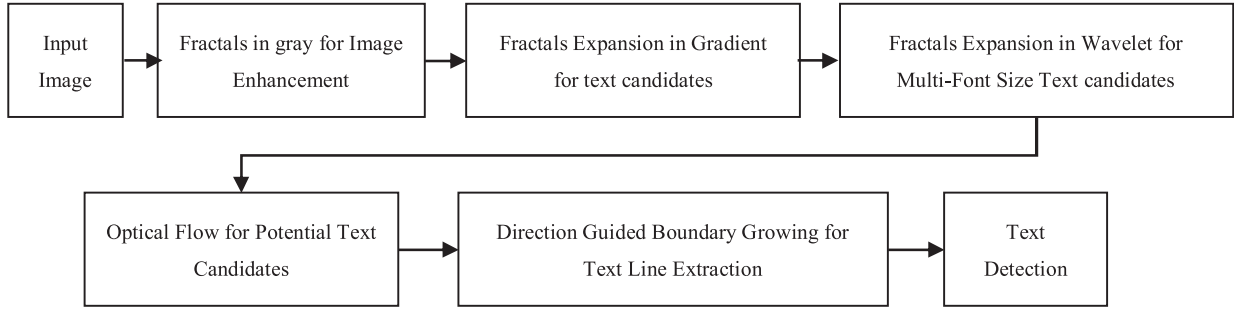 Input
Image
Fractals in gray for Image
Enhancement
Fractals Expansion in Gradient
for text candidates
Fractals Expansion in Wavelet for
Multi-Font Size Text candidates
Optical Flow for Potential Text
Candidates
Direction Guided Boundary Growing for
Text Line Extraction
Text
Detection